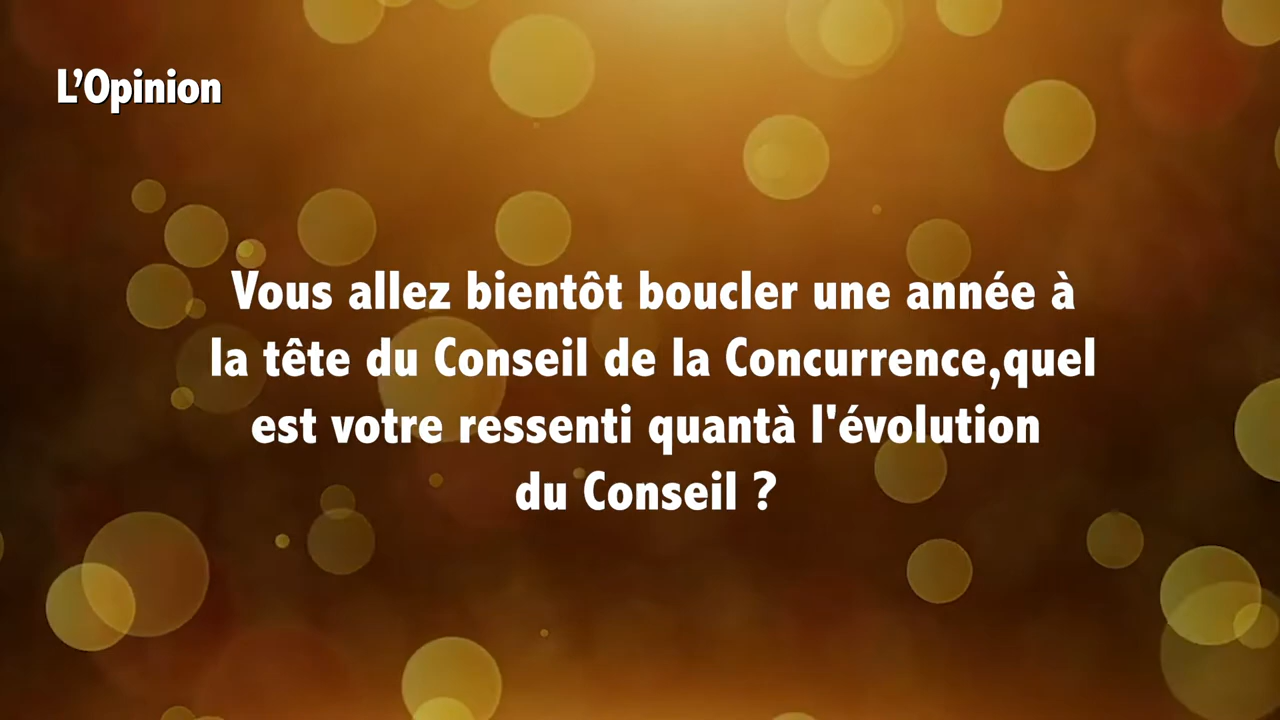 L'Opinion
Vous allez bientôt boucler une année à
la tête du Conseil de la Concurrence,quel
est votre ressenti quantà l'évolution
du Conseil ?